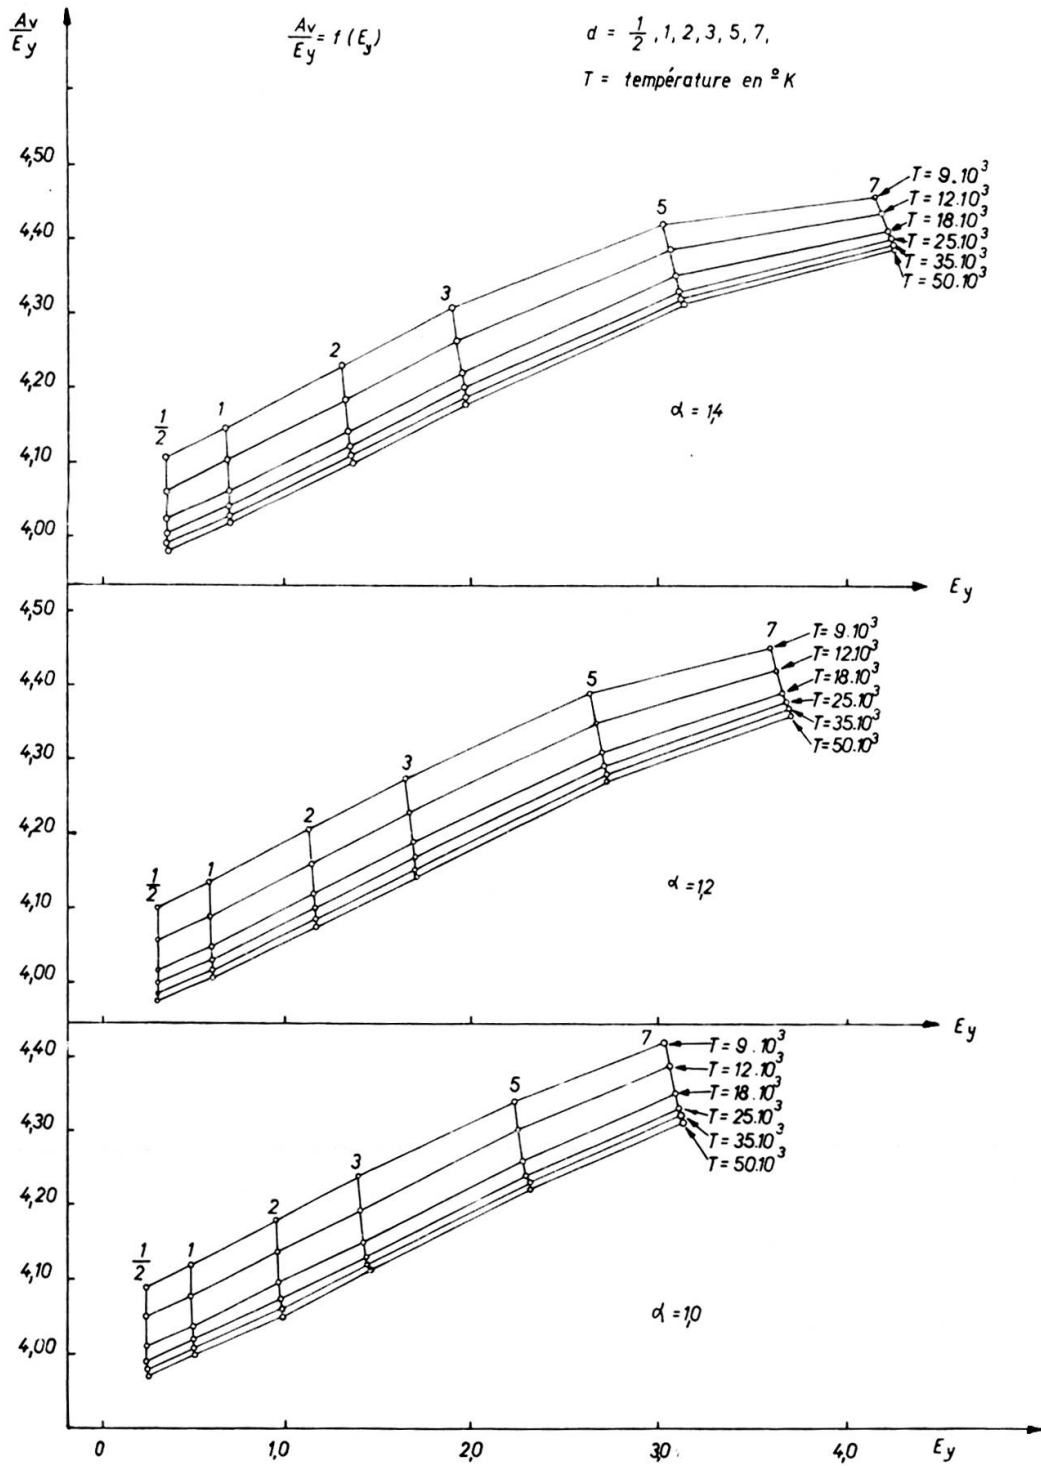 Av/Ey
Av/Ey = f (Ey)
d = 1/2 , 1, 2, 3, 5, 7,
T = température en º K
4,50
4,40
4,30
4,20
4,10
4,00
1/2
1
2
3
5
7
T = 9.10³
T = 12.10³
T = 18.10³
T = 25.10³
T = 35.10³
T = 50.10³
α = 1,4
Ey
4,50
4,40
4,30
4,20
4,10
4,00
1/2
1
2
3
5
7
T = 9.10³
T = 12.10³
T = 18.10³
T = 25.10³
T = 35.10³
T = 50.10³
α = 1,2
Ey
4,40
4,30
4,20
4,10
4,00
1/2
1
2
3
5
7
T = 9.10³
T = 12.10³
T = 18.10³
T = 25.10³
T = 35.10³
T = 50.10³
α = 1,0
0 1,0 2,0 3,0 4,0 Ey